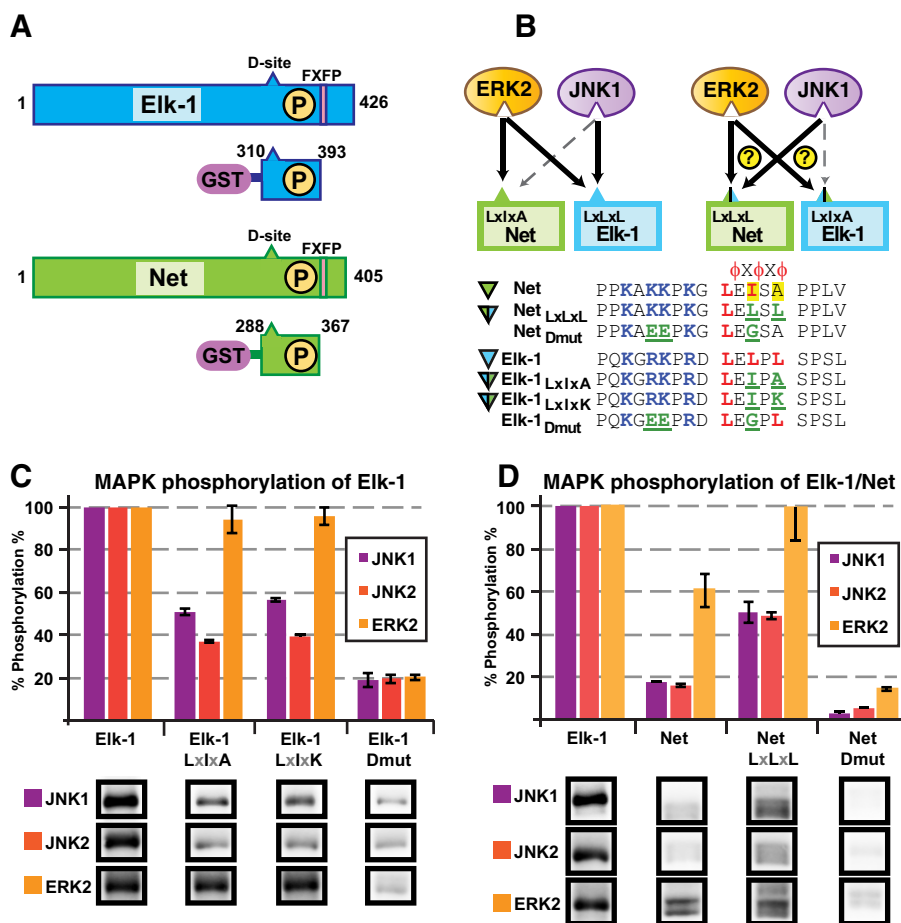 A
D-site
FXFP
1
Elk-1
P
426
310
393
GST
P
D-site
FXFP
1
Net
P
405
288
367
GST
P
B
ERK2
JNK1
ERK2
JNK1
?
?
LxIxA
Net
LxLxL
Elk-1
LxLxL
Net
LxIxA
Elk-1
ϕXϕXϕ
Net PPKAKKPKG LEISA PPLV
Net LxLxL PPKAKKPKG LELSL PPLV
Net Dmut PPKAEEPKG LEGSA PPLV
Elk-1 PQKGRKPRD LELPL SPSL
Elk-1 LxIxA PQKGRKPRD LEIPA SPSL
Elk-1 LxIxK PQKGRKPRD LEIPK SPSL
Elk-1 Dmut PQKGEEPRD LEGPL SPSL
C
MAPK phosphorylation of Elk-1
% Phosphorylation %
100
80
60
40
20
JNK1
JNK2
ERK2
Elk-1
Elk-1 LxIxA
Elk-1 LxIxK
Elk-1 Dmut
JNK1
JNK2
ERK2
D
MAPK phosphorylation of Elk-1/Net
% Phosphorylation %
100
80
60
40
20
JNK1
JNK2
ERK2
Elk-1
Net
Net LxLxL
Net Dmut
JNK1
JNK2
ERK2